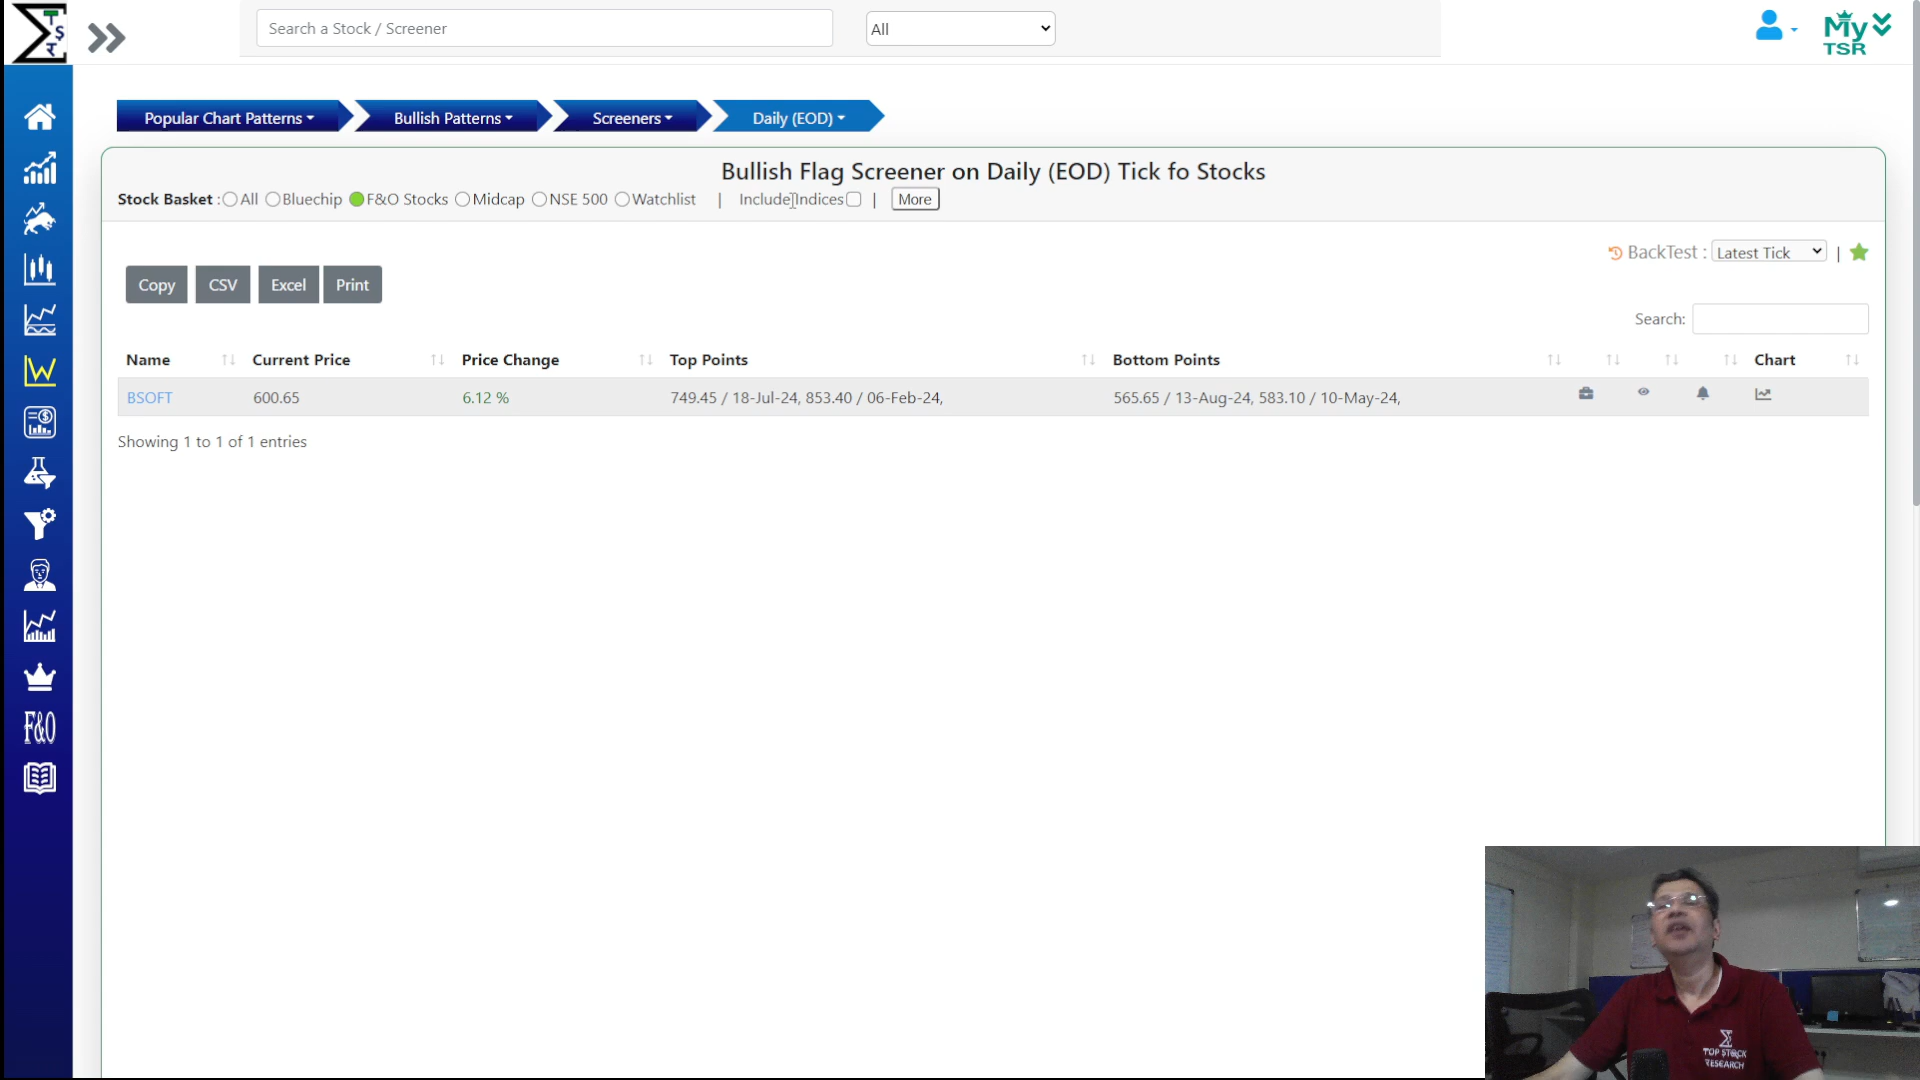 T
$
₹
Search a Stock / Screener
All
My
TSR
Popular Chart Patterns
Bullish Patterns
Screeners
Daily (EOD)
Bullish Flag Screener on Daily (EOD) Tick fo Stocks
Stock Basket : All Bluechip F&O Stocks Midcap NSE 500 Watchlist | Include Indices | More
BackTest : Latest Tick |
Copy CSV Excel Print
Search:
Name Current Price Price Change Top Points Bottom Points Chart
BSOFT 600.65 6.12 % 749.45 / 18-Jul-24, 853.40 / 06-Feb-24, 565.65 / 13-Aug-24, 583.10 / 10-May-24,
Showing 1 to 1 of 1 entries
F&O
TOP STOCK
RESEARCH